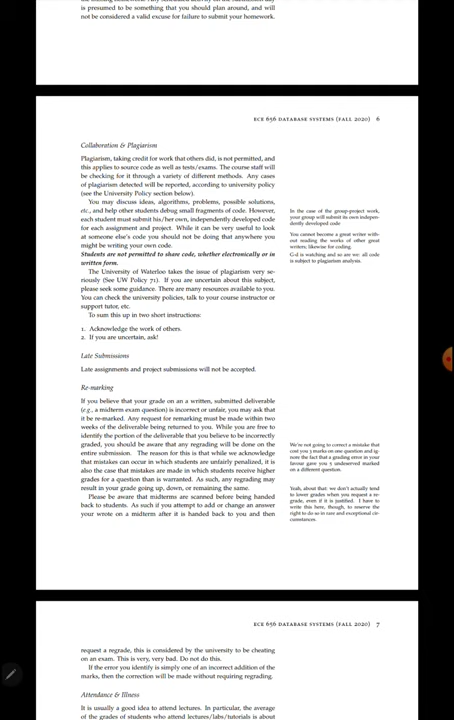 is presumed to be something that you should plan around, and will
not be considered a valid excuse for failure to submit your homework.
ECE 656 DATABASE SYSTEMS (FALL 2020) 6
Collaboration & Plagiarism
Plagiarism, taking credit for work that others did, is not permitted, and
this applies to source code as well as tests/exams. The course staff will
be checking for it through a variety of different methods. Any cases
of plagiarism detected will be reported, according to university policy
(see the University Policy section below).
You may discuss ideas, algorithms, problems, possible solutions,
etc., and help other students debug small fragments of code. However,
each student must submit his/her own, independently developed code
for each assignment and project. While it can be very useful to look
at someone else's code you should not be doing that anywhere you
might be writing your own code.
Students are not permitted to share code, whether electronically or in
written form.
The University of Waterloo takes the issue of plagiarism very se-
riously (See UW Policy 71). If you are uncertain about this subject,
please seek some guidance. There are many resources available to you.
You can check the university policies, talk to your course instructor or
support tutor, etc.
To sum this up in two short instructions:
1. Acknowledge the work of others
2. If you are uncertain, ask!
In the case of the group-project work,
your group will submit its own indepen-
dently developed code
You cannot become a great writer with-
out reading the works of other great
writers; likewise for coding.
G-d is watching and so are we: all code
is subject to plagiarism analysis.
Late Submissions
Late assignments and project submissions will not be accepted.
Re-marking
If you believe that your grade on an a written, submitted deliverable
(e.g., a midterm exam question) is incorrect or unfair, you may ask that
it be re-marked. Any request for remarking must be made within two
weeks of the deliverable being returned to you. While you are free to
identify the portion of the deliverable that you believe to be incorrectly
graded, you should be aware that any regrading will be done on the
entire submission. The reason for this is that while we acknowledge
that mistakes can occur in which students are unfairly penalized, it is
also the case that mistakes are made in which students receive higher
grades for a question than is warranted. As such, any regrading may
result in your grade going up, down, or remaining the same.
Please be aware that midterms are scanned before being handed
back to students. As such if you attempt to add or change an answer
your wrote on a midterm after it is handed back to you and then
We're not going to correct a mistake that
cost you 3 marks on one question and ig-
nore the fact that a grading error in your
favour gave you 5 undeserved marked
on a different question.
Yeah, about that: we don't actually tend
to lower grades when you request a re-
grade, even if it is justified. I have to
write this here, though, to reserve the
right to do so in rare and exceptional cir-
cumstances.
ECE 656 DATABASE SYSTEMS (FALL 2020) 7
request a regrade, this is considered by the university to be cheating
on an exam. This is very, very bad. Do not do this.
If the error you identify is simply one of an incorrect addition of the
marks, then the correction will be made without requiring regrading.
Attendance & Illness
It is usually a good idea to attend lectures. In particular, the average
of the grades of students who attend lectures/labs/tutorials is about